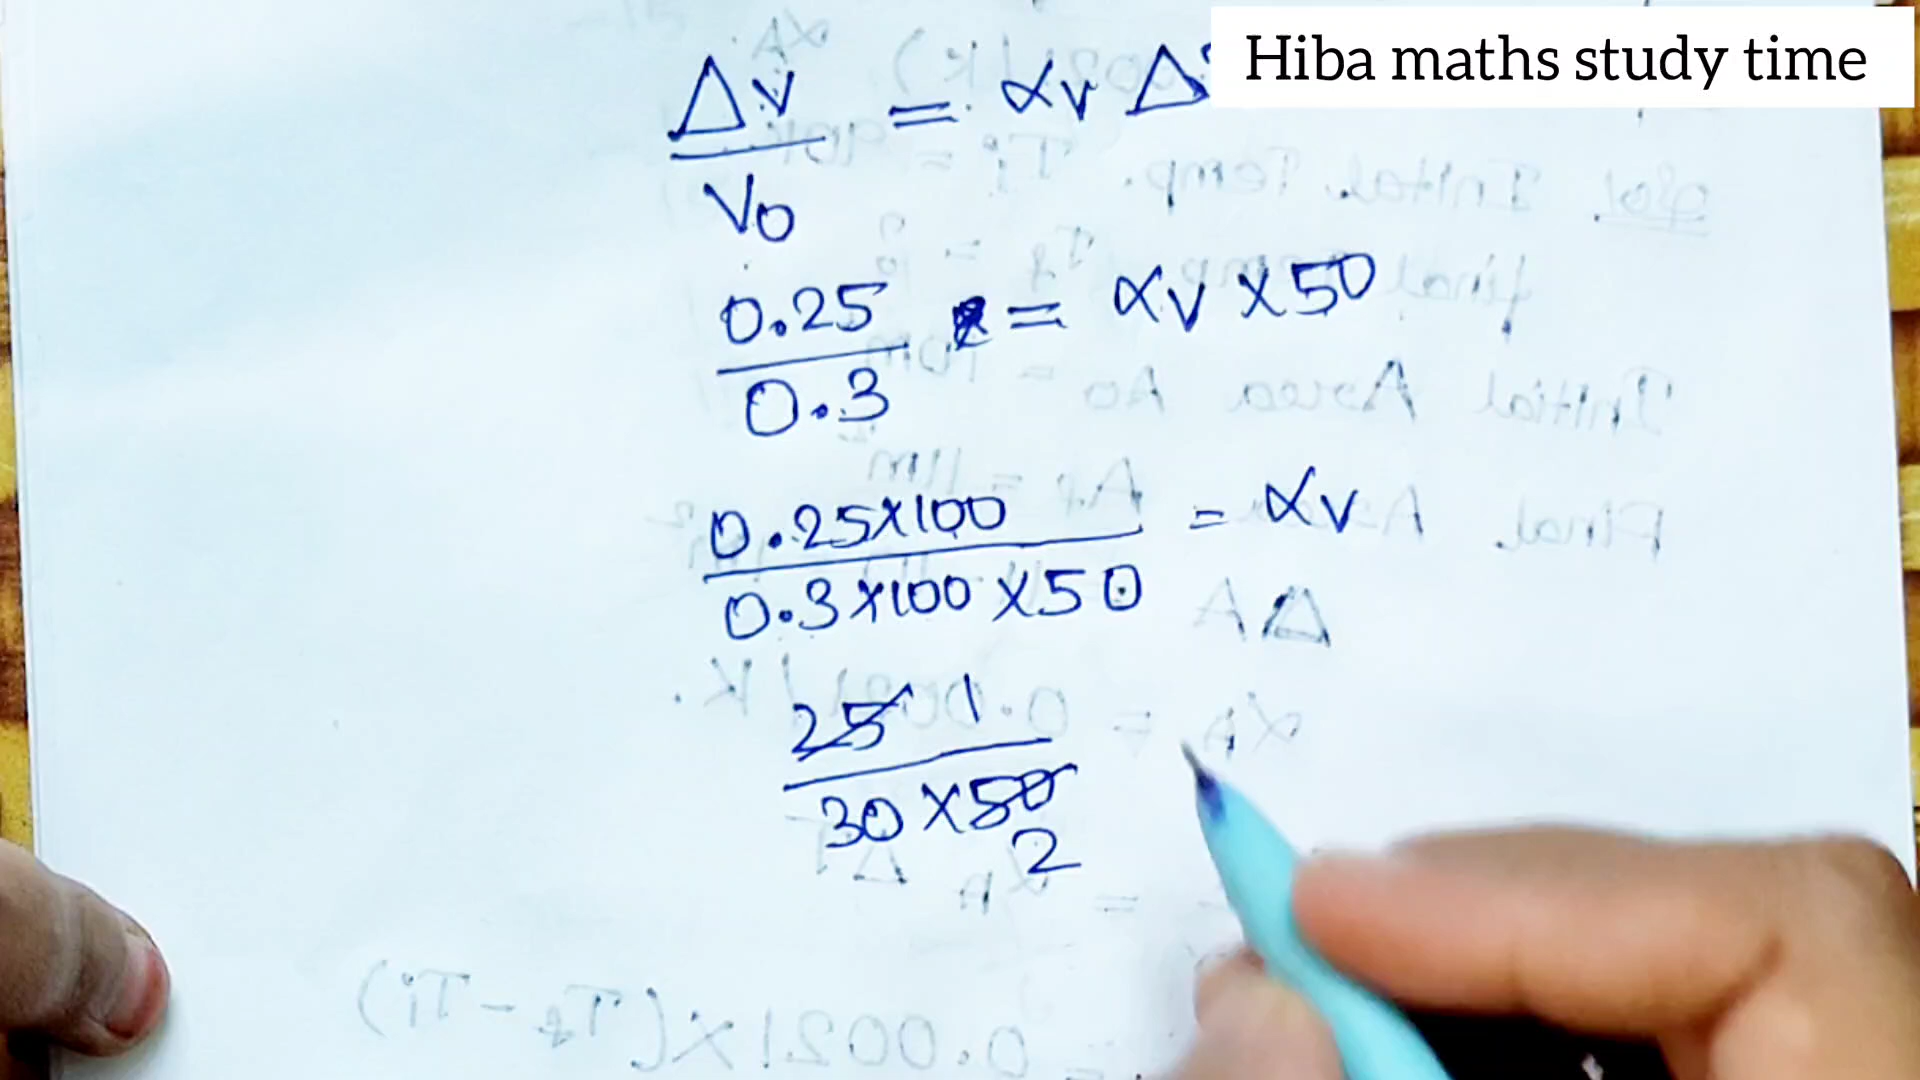 Hiba maths study time
ΔV = αv Δ
V0
0.25 = αv × 50
0.3
0.25×100 = αv
0.3×100×50
25 1
30×50
2